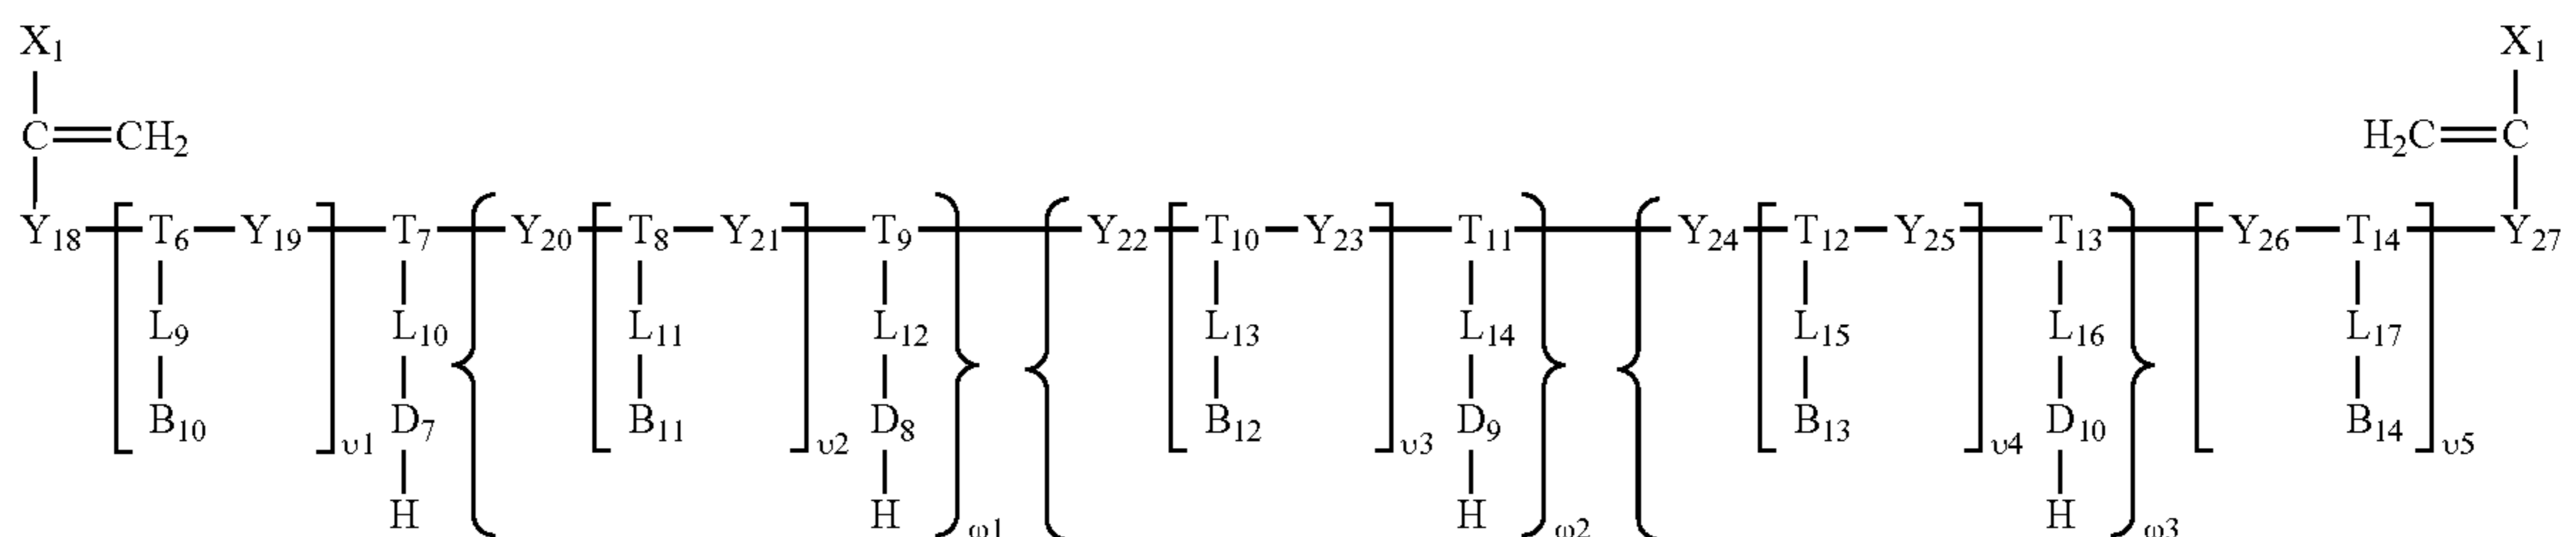 X₁ X₁
C=CH₂ H₂C=C
Y₁₈ T₆ Y₁₉ T₇ Y₂₀ T₈ Y₂₁ T₉ Y₂₂ T₁₀ Y₂₃ T₁₁ Y₂₄ T₁₂ Y₂₅ T₁₃ Y₂₆ T₁₄ Y₂₇
L₉ L₁₀ L₁₁ L₁₂ L₁₃ L₁₄ L₁₅ L₁₆ L₁₇
B₁₀ υ1 D₇ B₁₁ υ2 D₈ B₁₂ υ3 D₉ B₁₃ υ4 D₁₀ B₁₄ υ5
H H ω1 H ω2 H ω3